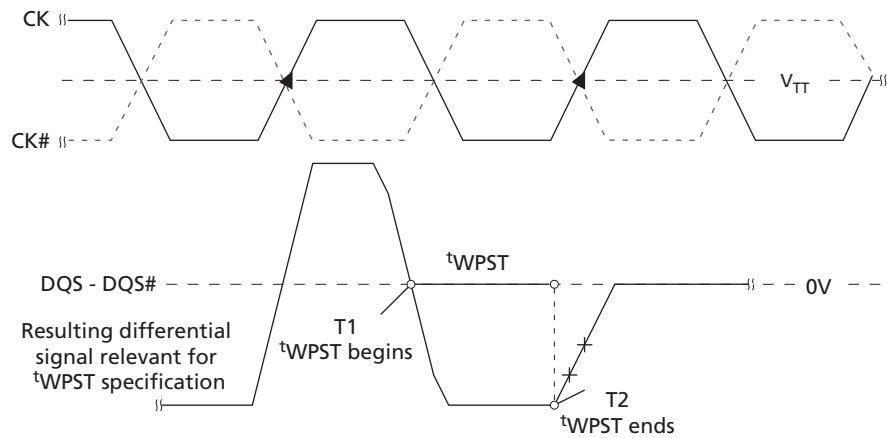 CK
V_TT
CK#
tWPST
DQS - DQS#
0V
Resulting differential
signal relevant for
tWPST specification
T1
tWPST begins
T2
tWPST ends